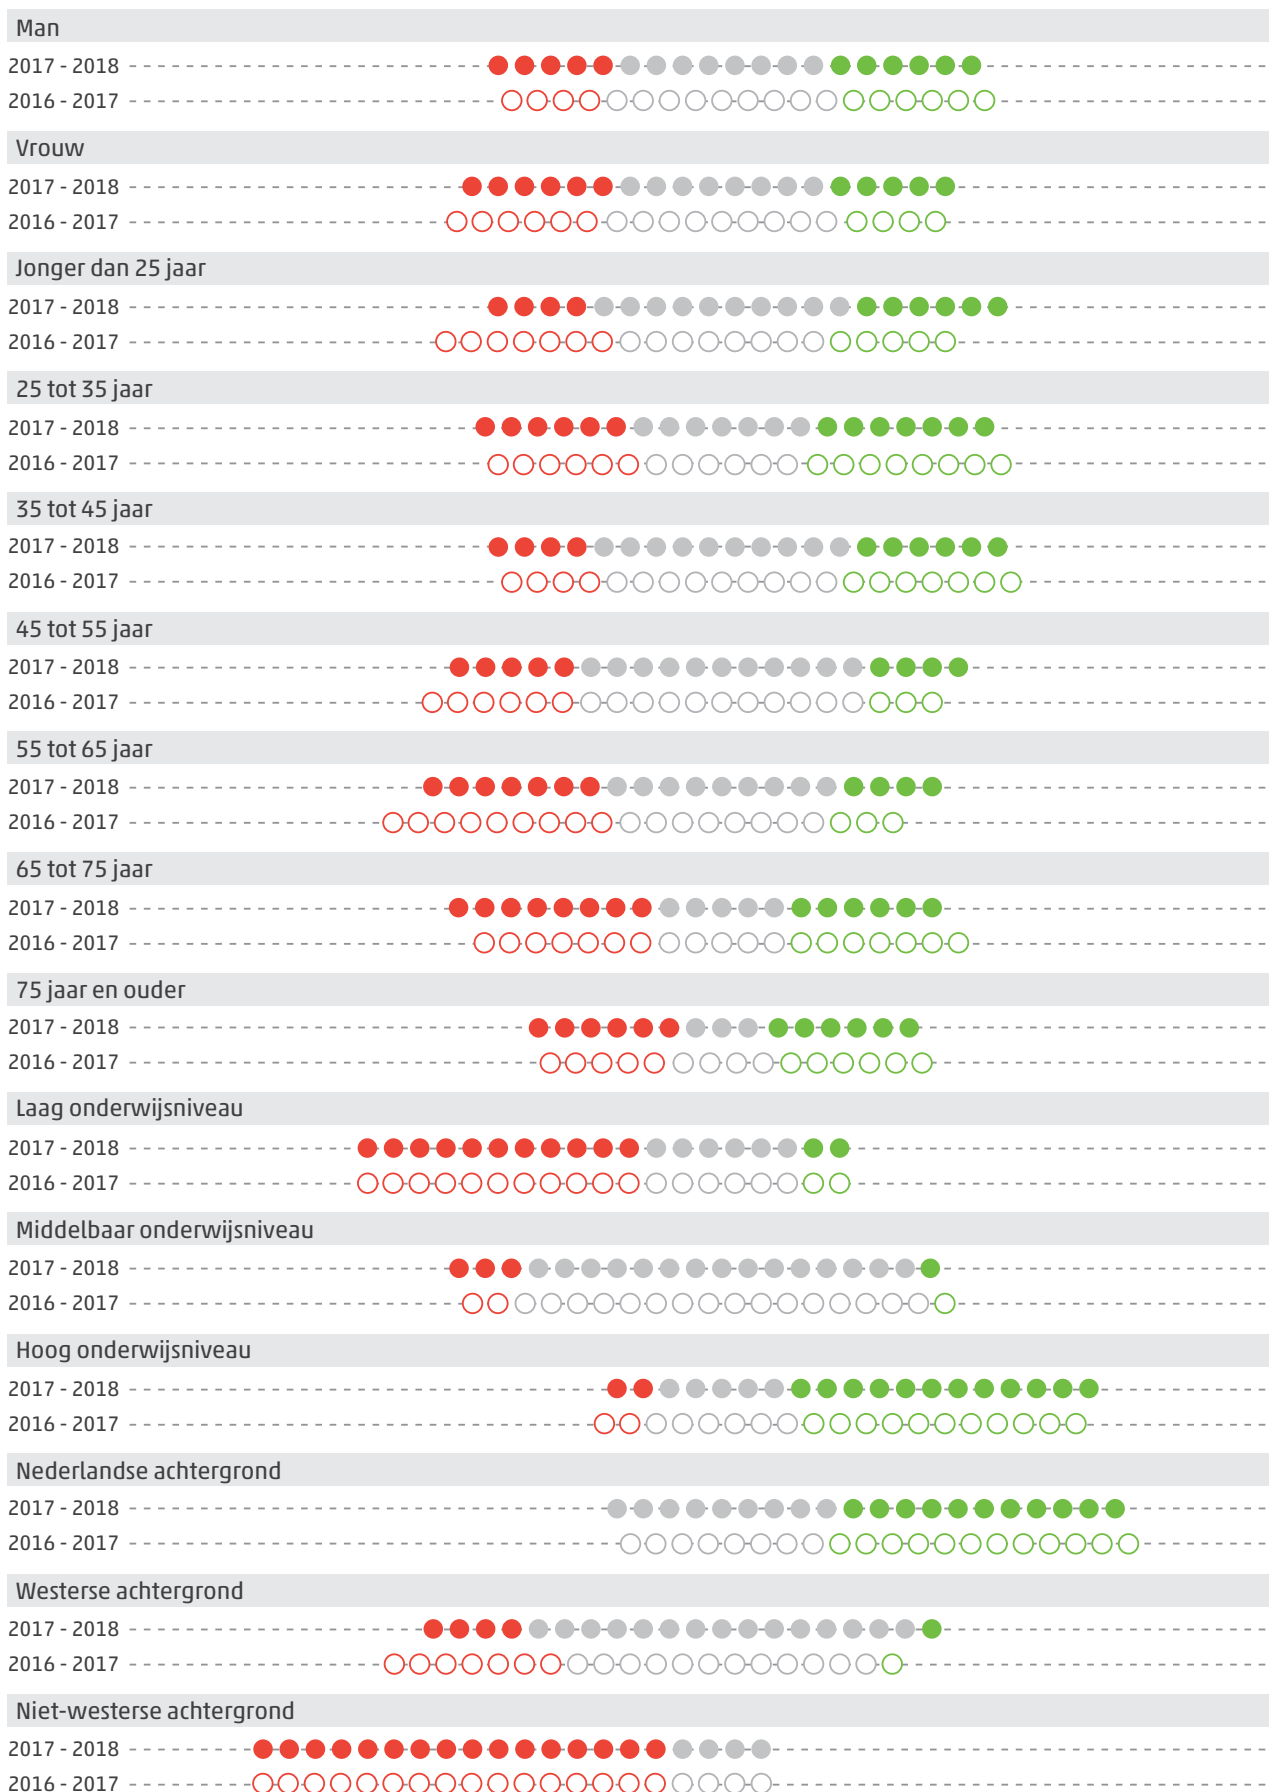 Man
2017 - 2018
2016 - 2017
Vrouw
2017 - 2018
2016 - 2017
Jonger dan 25 jaar
2017 - 2018
2016 - 2017
25 tot 35 jaar
2017 - 2018
2016 - 2017
35 tot 45 jaar
2017 - 2018
2016 - 2017
45 tot 55 jaar
2017 - 2018
2016 - 2017
55 tot 65 jaar
2017 - 2018
2016 - 2017
65 tot 75 jaar
2017 - 2018
2016 - 2017
75 jaar en ouder
2017 - 2018
2016 - 2017
Laag onderwijsniveau
2017 - 2018
2016 - 2017
Middelbaar onderwijsniveau
2017 - 2018
2016 - 2017
Hoog onderwijsniveau
2017 - 2018
2016 - 2017
Nederlandse achtergrond
2017 - 2018
2016 - 2017
Westerse achtergrond
2017 - 2018
2016 - 2017
Niet-westerse achtergrond
2017 - 2018
2016 - 2017